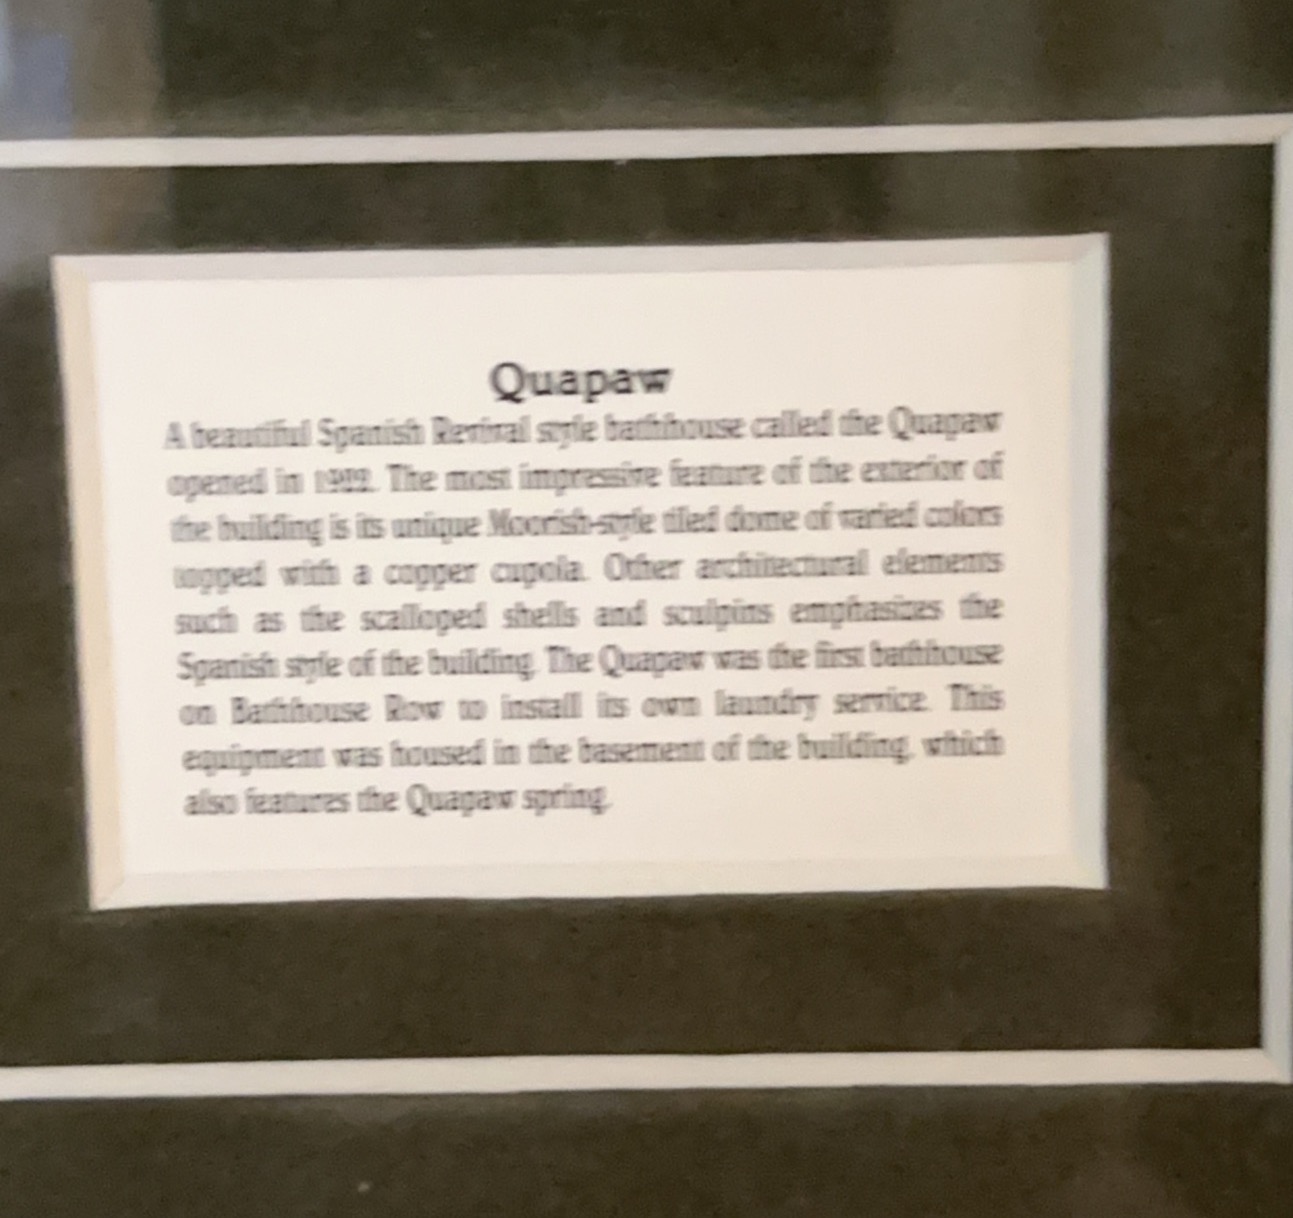 Quapaw
A beautiful Spanish Revival style bathhouse called the Quapaw
opened in 1922. The most impressive feature of the exterior of
the building is its unique Moorish-style tiled dome of varied colors
topped with a copper cupola. Other architectural elements
such as the scalloped shells and sculpins emphasizes the
Spanish style of the building. The Quapaw was the first bathhouse
on Bathhouse Row to install its own laundry service. This
equipment was housed in the basement of the building, which
also features the Quapaw spring.